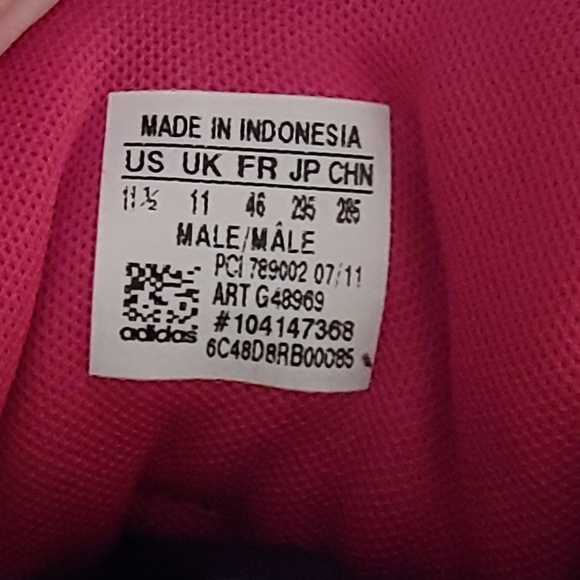 MADE IN INDONESIA
US UK FR JP CHN
11½ 11 46 295 285
MALE/MÂLE
PCI 789002 07/11
ART G48969
#104147368
adidas
6C48D8RB00085